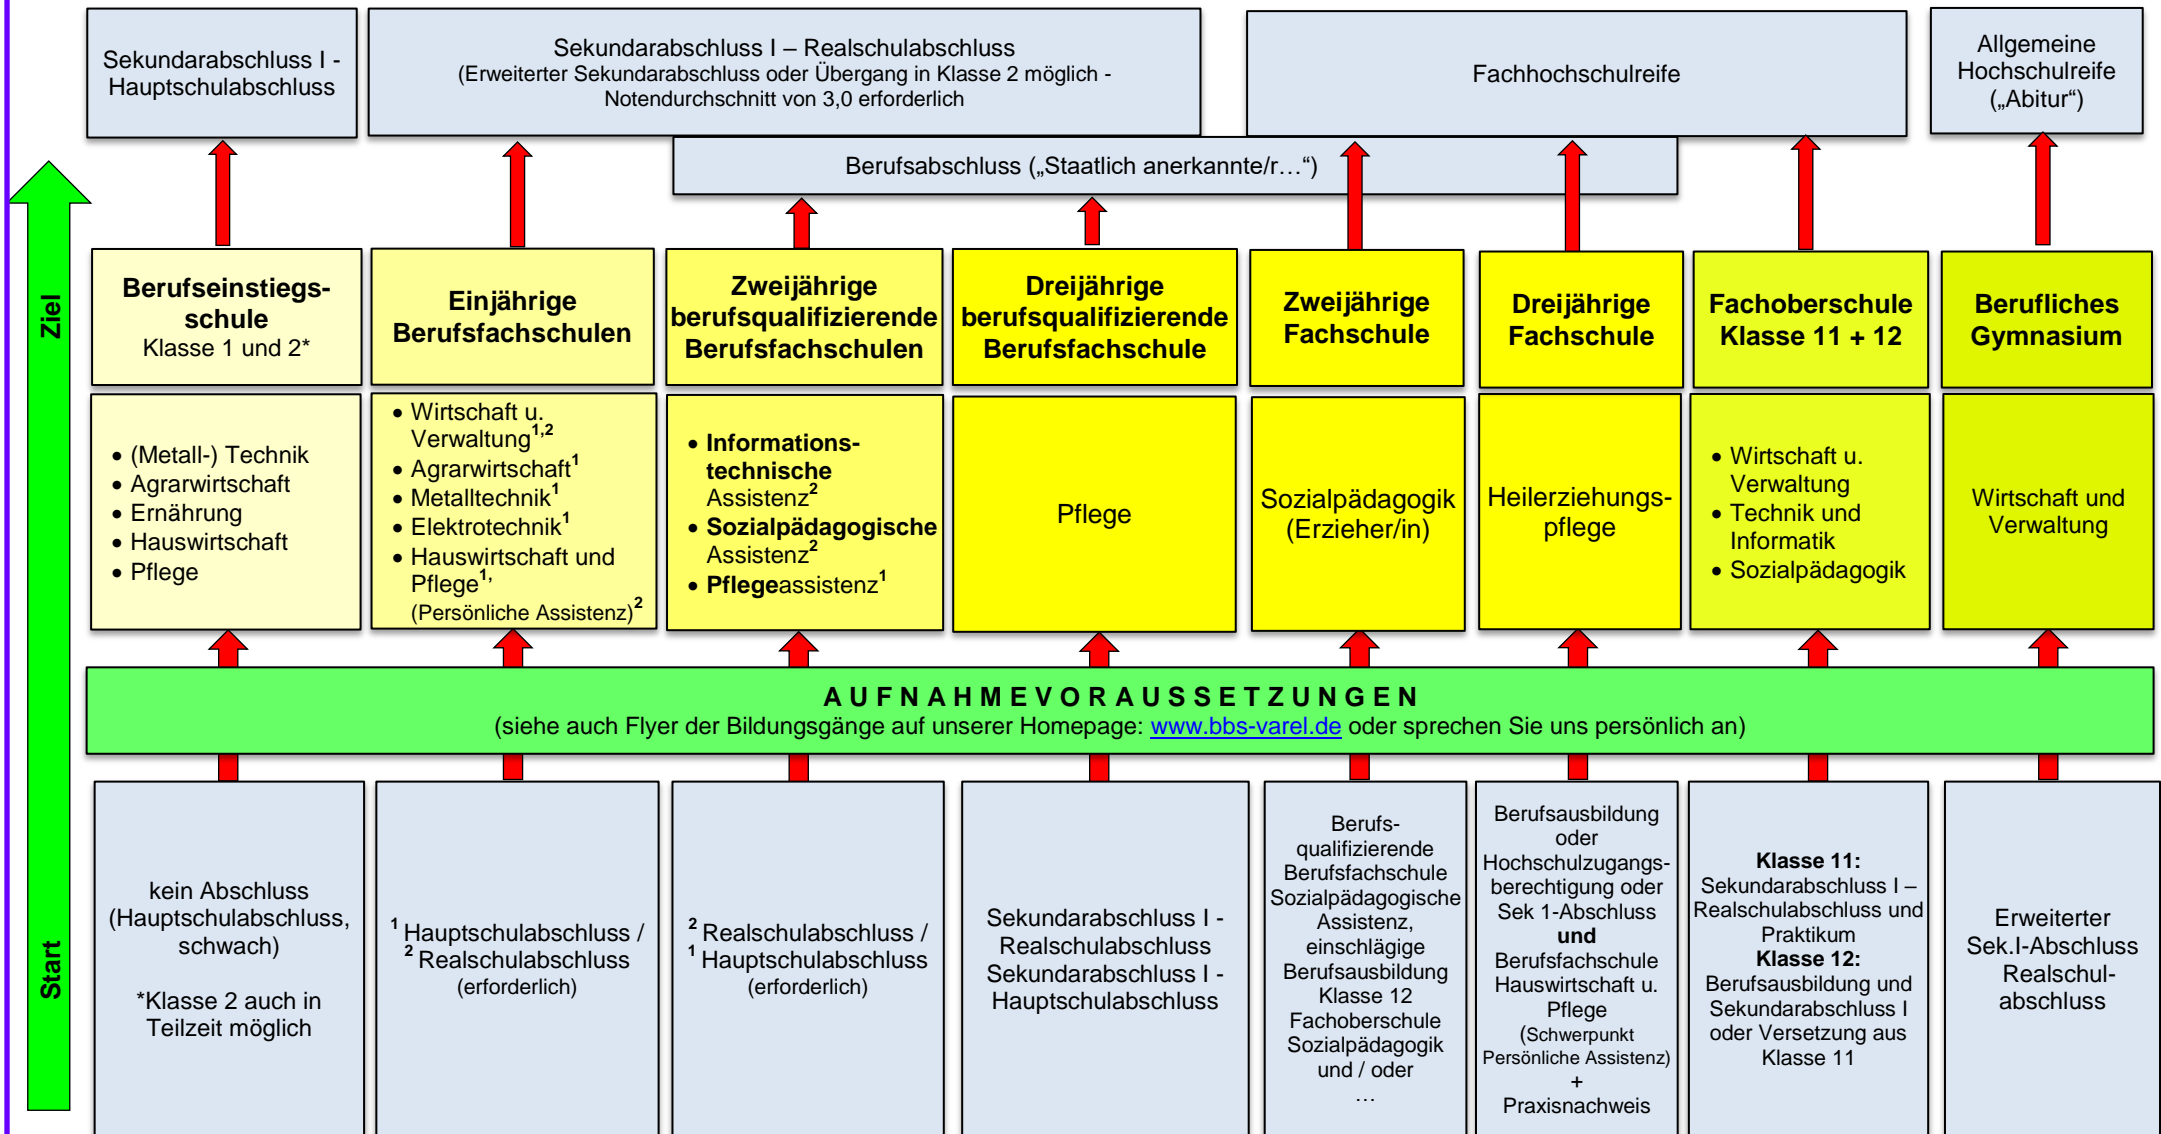 Sekundarabschluss I -
Hauptschulabschluss
Sekundarabschluss I – Realschulabschluss
(Erweiterter Sekundarabschluss oder Übergang in Klasse 2 möglich -
Notendurchschnitt von 3,0 erforderlich
Fachhochschulreife
Allgemeine
Hochschulreife
(„Abitur“)
Berufsabschluss („Staatlich anerkannte/r…“)
Ziel
Start
Berufseinstiegs-
schule
Klasse 1 und 2*
Einjährige
Berufsfachschulen
Zweijährige
berufsqualifizierende
Berufsfachschulen
Dreijährige
berufsqualifizierende
Berufsfachschule
Zweijährige
Fachschule
Dreijährige
Fachschule
Fachoberschule
Klasse 11 + 12
Berufliches
Gymnasium
• (Metall-) Technik
• Agrarwirtschaft
• Ernährung
• Hauswirtschaft
• Pflege
• Wirtschaft u.
Verwaltung1,2
• Agrarwirtschaft1
• Metalltechnik1
• Elektrotechnik1
• Hauswirtschaft und
Pflege1,
(Persönliche Assistenz)2
• Informations-
technische
Assistenz2
• Sozialpädagogische
Assistenz2
• Pflegeassistenz1
Pflege
Sozialpädagogik
(Erzieher/in)
Heilerziehungs-
pflege
• Wirtschaft u.
Verwaltung
• Technik und
Informatik
• Sozialpädagogik
Wirtschaft und
Verwaltung
AUFNAHMEVORAUSSETZUNGEN
(siehe auch Flyer der Bildungsgänge auf unserer Homepage: www.bbs-varel.de oder sprechen Sie uns persönlich an)
kein Abschluss
(Hauptschulabschluss,
schwach)
*Klasse 2 auch in
Teilzeit möglich
1 Hauptschulabschluss /
2 Realschulabschluss
(erforderlich)
2 Realschulabschluss /
1 Hauptschulabschluss
(erforderlich)
Sekundarabschluss I -
Realschulabschluss
Sekundarabschluss I -
Hauptschulabschluss
Berufs-
qualifizierende
Berufsfachschule
Sozialpädagogische
Assistenz,
einschlägige
Berufsausbildung
Klasse 12
Fachoberschule
Sozialpädagogik
und / oder
…
Berufsausbildung
oder
Hochschulzugangs-
berechtigung oder
Sek 1-Abschluss
und
Berufsfachschule
Hauswirtschaft u.
Pflege
(Schwerpunkt
Persönliche Assistenz)
+
Praxisnachweis
Klasse 11:
Sekundarabschluss I –
Realschulabschluss und
Praktikum
Klasse 12:
Berufsausbildung und
Sekundarabschluss I
oder Versetzung aus
Klasse 11
Erweiterter
Sek.I-Abschluss
Realschul-
abschluss